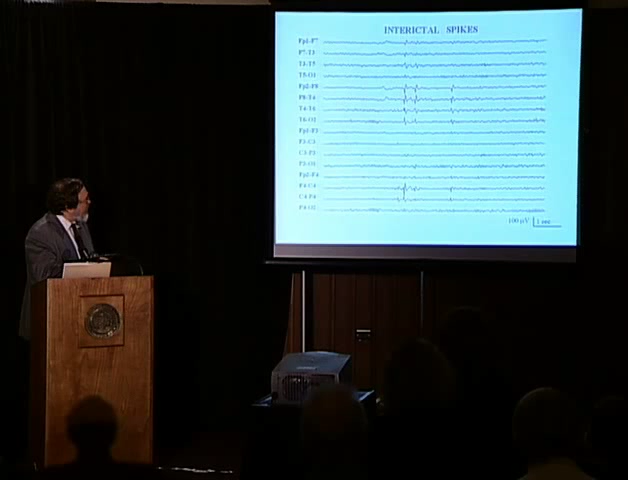 INTERICTAL SPIKES
Fp1-F7
F7-T3
T3-T5
T5-O1
Fp2-F8
F8-T4
T4-T6
T6-O2
Fp1-F3
F3-C3
C3-P3
P3-O1
Fp2-F4
F4-C4
C4-P4
P4-O2
100 µV
1 sec